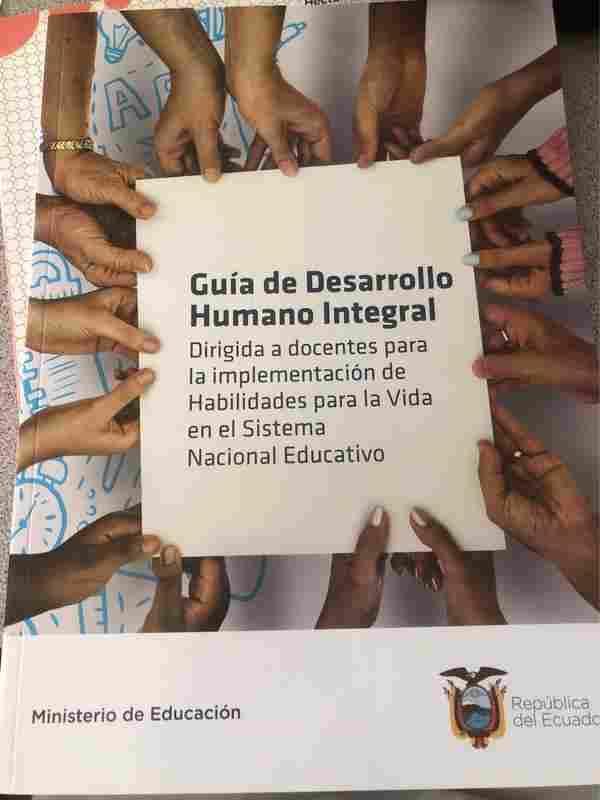 Guía de Desarrollo
Humano Integral
Dirigida a docentes para
la implementación de
Habilidades para la Vida
en el Sistema
Nacional Educativo
Ministerio de Educación
República
del Ecuado